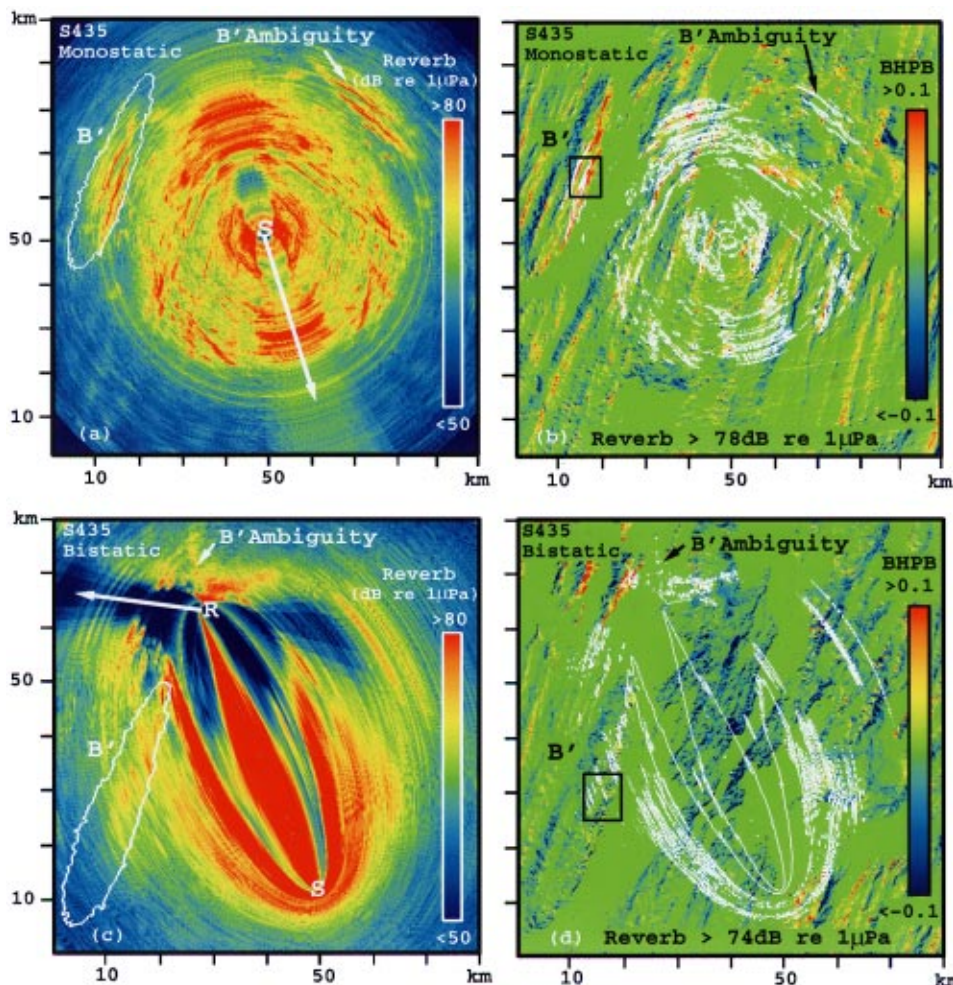 km
S435
Monostatic
B'Ambiguity
Reverb
(dB re 1μPa)
>80
B'
S
50
10
(a)
<50
10
50
km
S435
Monostatic
B'Ambiguity
BHPB
>0.1
B'
<-0.1
(b) Reverb > 78dB re 1μPa
10
50
km
km
S435
Bistatic
B'Ambiguity
Reverb
(dB re 1μPa)
>80
R
50
B'
S
10
(c)
<50
10
50
S435
Bistatic
B'Ambiguity
BHPB
>0.1
B'
<-0.1
(d) Reverb > 74dB re 1μPa
10
50
km